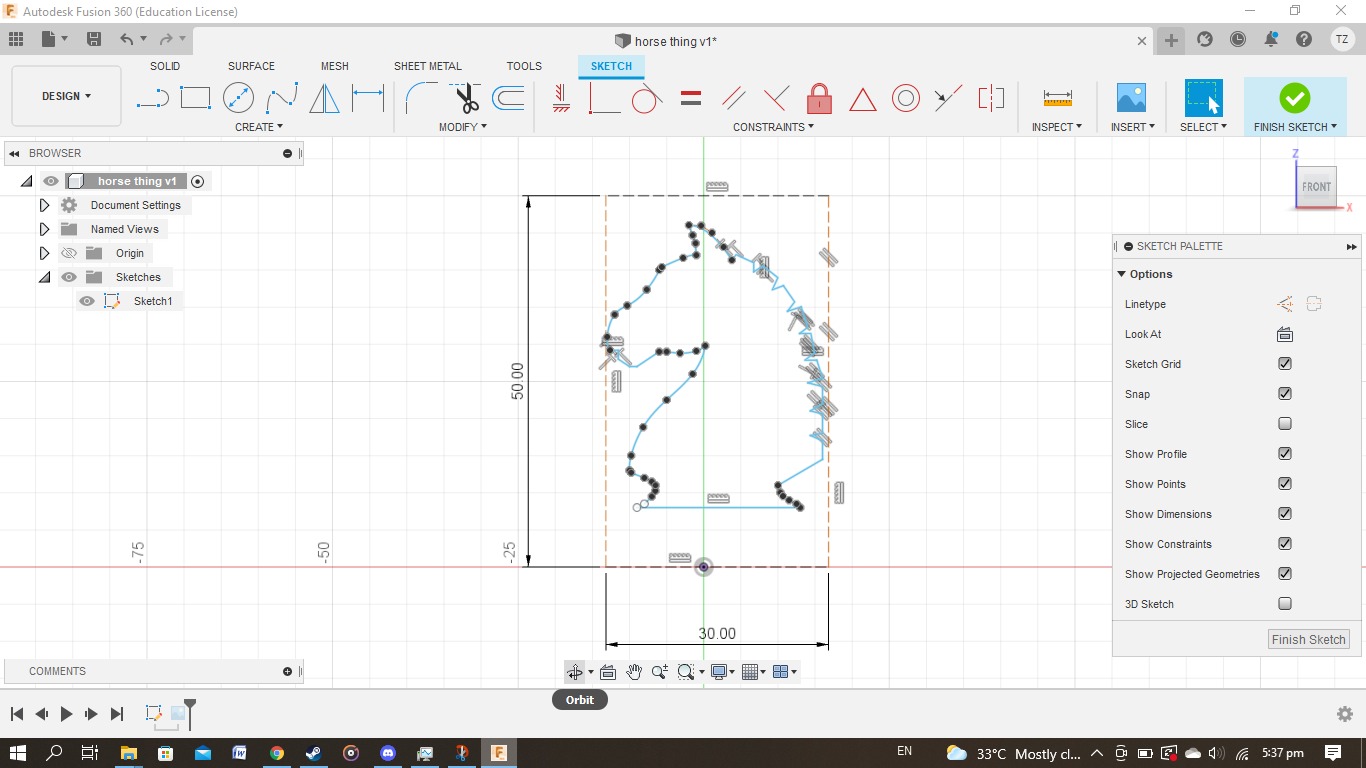 Autodesk Fusion 360 (Education License)
horse thing v1*
TZ
SOLID SURFACE MESH SHEET METAL TOOLS SKETCH
DESIGN
CREATE MODIFY CONSTRAINTS INSPECT INSERT SELECT FINISH SKETCH
BROWSER
horse thing v1
Document Settings
Named Views
Origin
Sketches
Sketch1
Z
FRONT
X
50.00
-75
-50
-25
30.00
SKETCH PALETTE
Options
Linetype
Look At
Sketch Grid
Snap
Slice
Show Profile
Show Points
Show Dimensions
Show Constraints
Show Projected Geometries
3D Sketch
Finish Sketch
COMMENTS
Orbit
EN
33°C Mostly cl...
5:37 pm